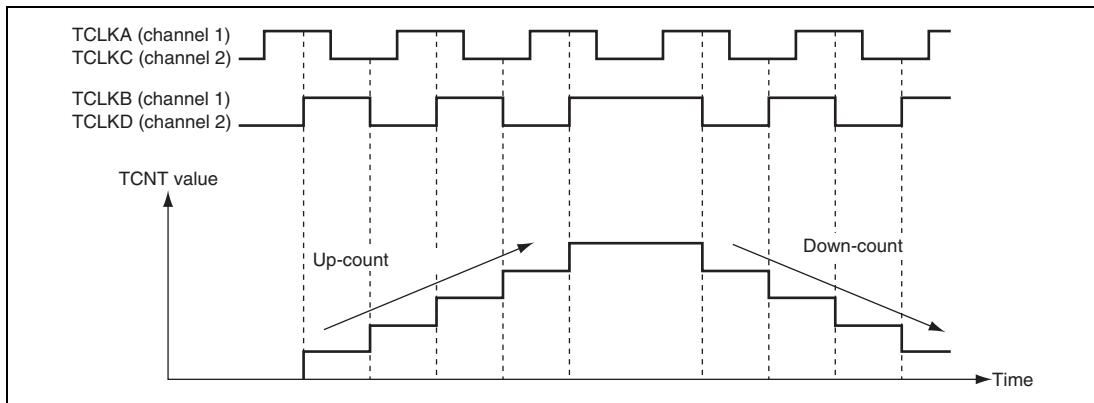 TCLKA (channel 1)
TCLKC (channel 2)
TCLKB (channel 1)
TCLKD (channel 2)
TCNT value
Up-count
Down-count
Time